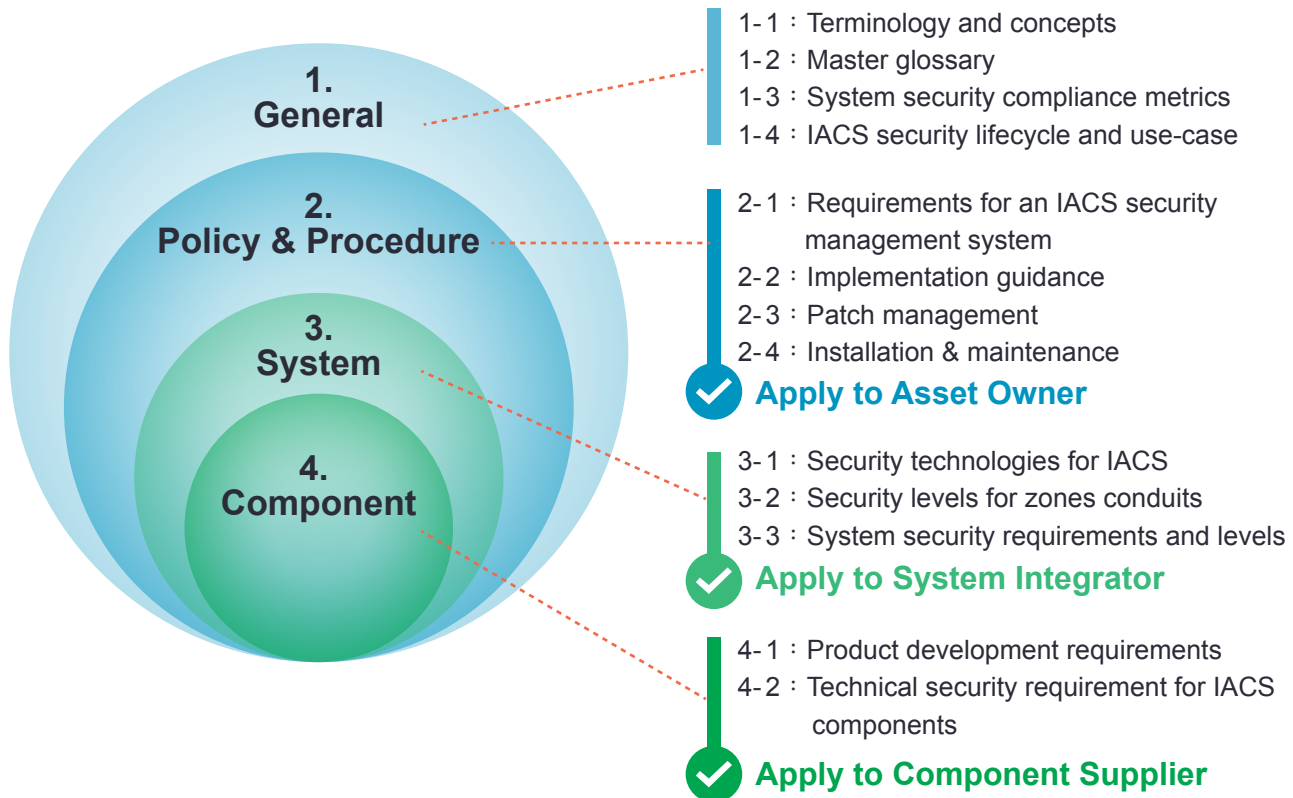 1.
General
2.
Policy & Procedure
3.
System
4.
Component
1-1：Terminology and concepts
1-2：Master glossary
1-3：System security compliance metrics
1-4：IACS security lifecycle and use-case
2-1：Requirements for an IACS security
management system
2-2：Implementation guidance
2-3：Patch management
2-4：Installation & maintenance
Apply to Asset Owner
3-1：Security technologies for IACS
3-2：Security levels for zones conduits
3-3：System security requirements and levels
Apply to System Integrator
4-1：Product development requirements
4-2：Technical security requirement for IACS
components
Apply to Component Supplier